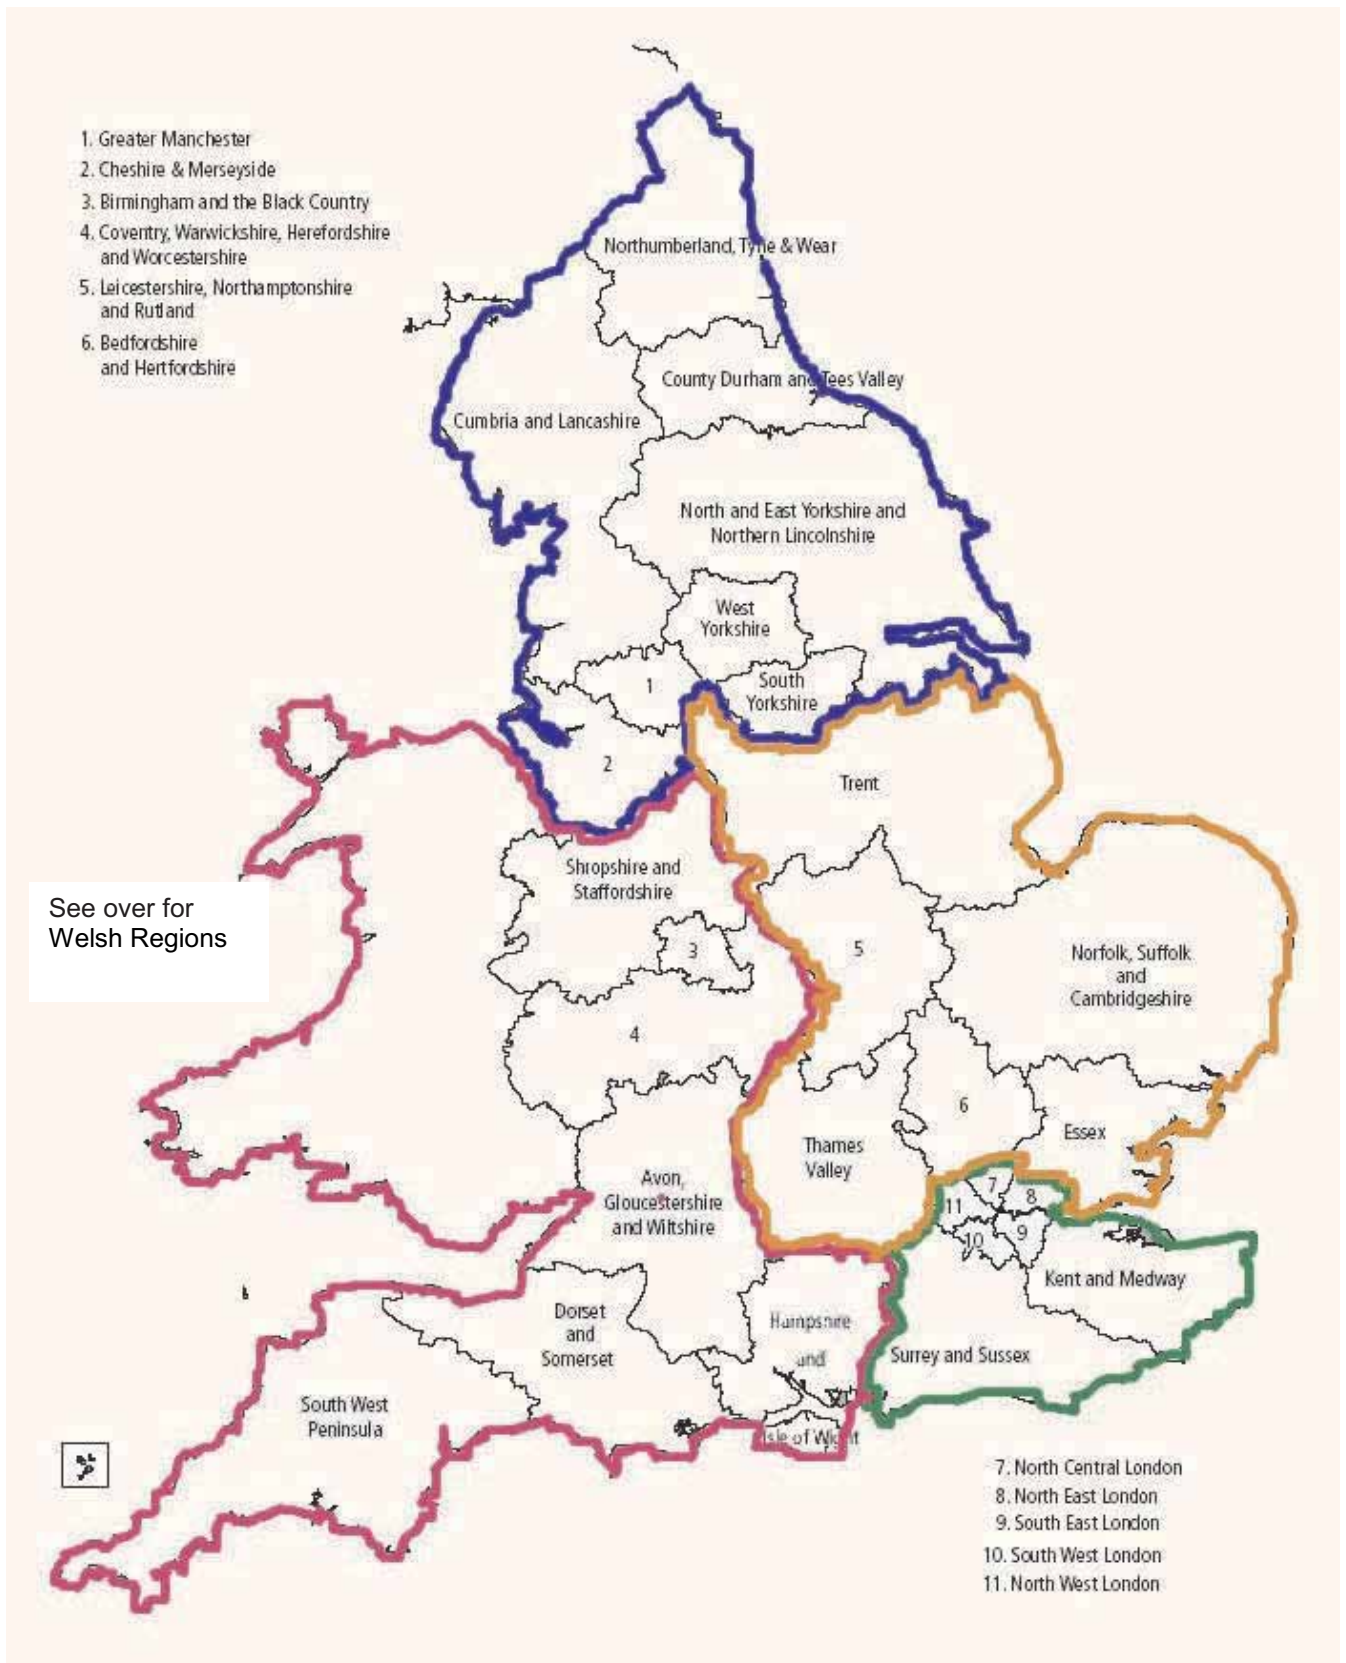 1. Greater Manchester
2. Cheshire & Merseyside
3. Birmingham and the Black Country
4. Coventry, Warwickshire, Herefordshire
and Worcestershire
5. Leicestershire, Northamptonshire
and Rutland
6. Bedfordshire
and Hertfordshire
Northumberland, Tyne & Wear
County Durham and Tees Valley
Cumbria and Lancashire
North and East Yorkshire and
Northern Lincolnshire
West
Yorkshire
1
South
Yorkshire
2
Trent
Shropshire and
Staffordshire
See over for
Welsh Regions
3
5
Norfolk, Suffolk
and
Cambridgeshire
4
6
Essex
Thames
Valley
Avon,
Gloucestershire
and Wiltshire
7
8
11
10
9
Kent and Medway
Dorset
and
Somerset
Hampshire
and
Isle of Wight
Surrey and Sussex
South West
Peninsula
7. North Central London
8. North East London
9. South East London
10. South West London
11. North West London